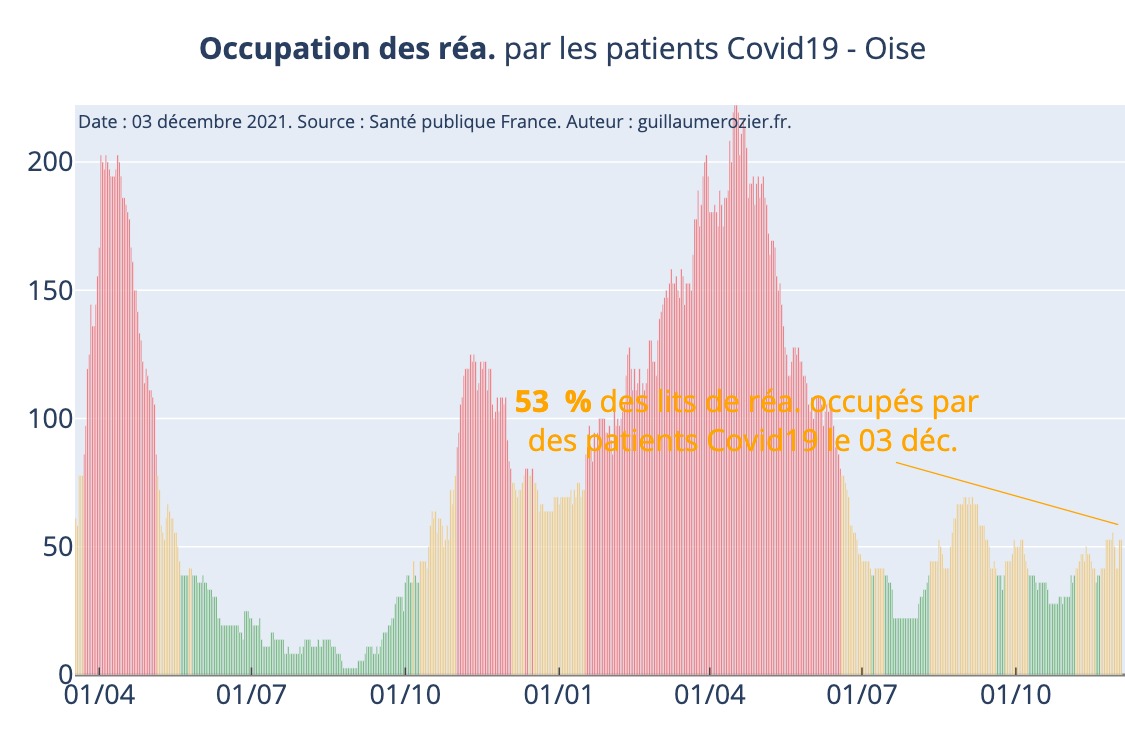 Occupation des réa. par les patients Covid19 - Oise
Date : 03 décembre 2021. Source : Santé publique France. Auteur : guillaumerozier.fr.
200
150
100
50
0
53 % des lits de réa. occupés par
des patients Covid19 le 03 déc.
01/04 01/07 01/10 01/01 01/04 01/07 01/10